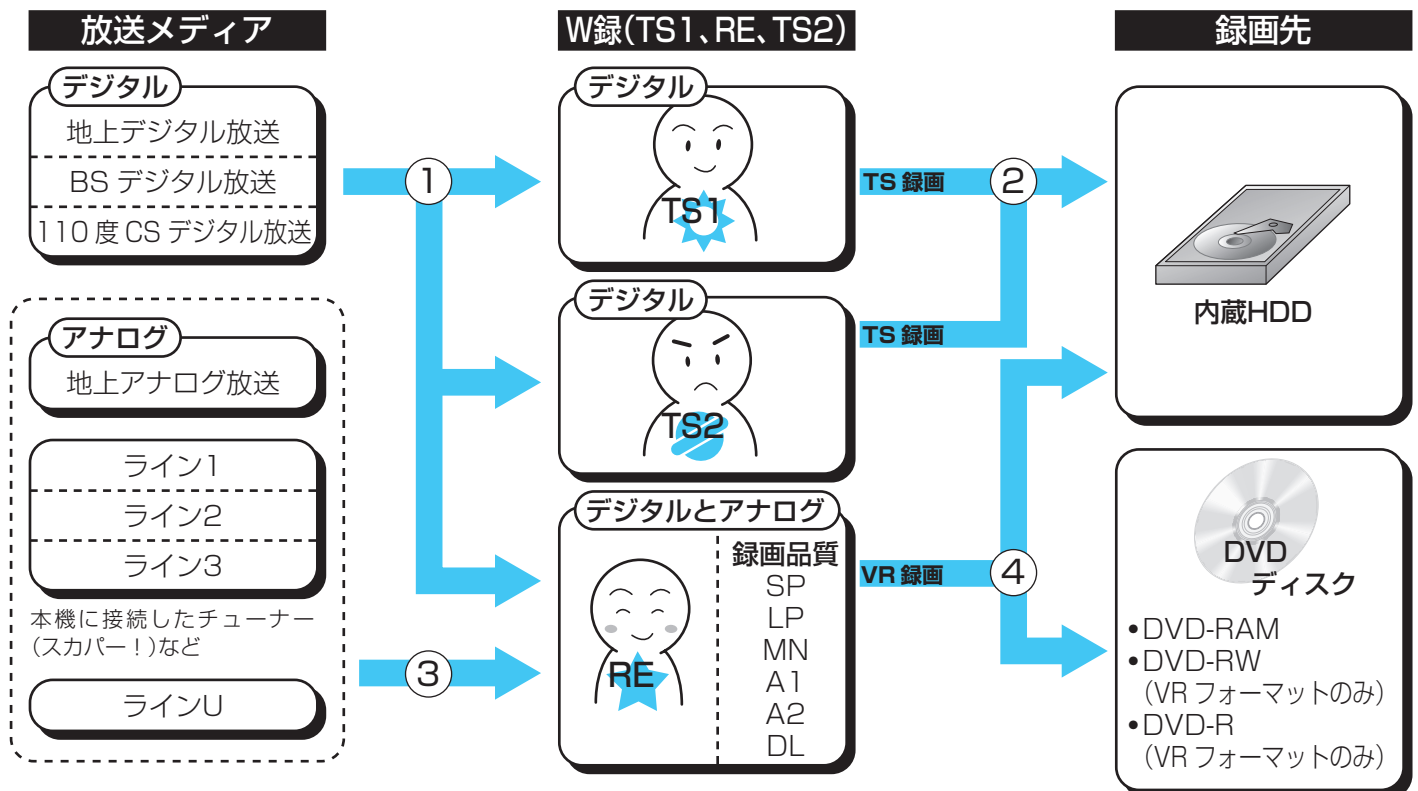 放送メディア
デジタル
地上デジタル放送
BS デジタル放送
110 度 CS デジタル放送
アナログ
地上アナログ放送
ライン1
ライン2
ライン3
本機に接続したチューナー
(スカパー！)など
ラインU
①
③
W録(TS1、RE、TS2)
デジタル
TS1
デジタル
TS2
デジタルとアナログ
RE
録画品質
SP
LP
MN
A1
A2
DL
TS 録画
②
TS 録画
VR 録画
④
録画先
内蔵HDD
DVD
ディスク
•DVD-RAM
•DVD-RW
(VR フォーマットのみ)
•DVD-R
(VR フォーマットのみ)